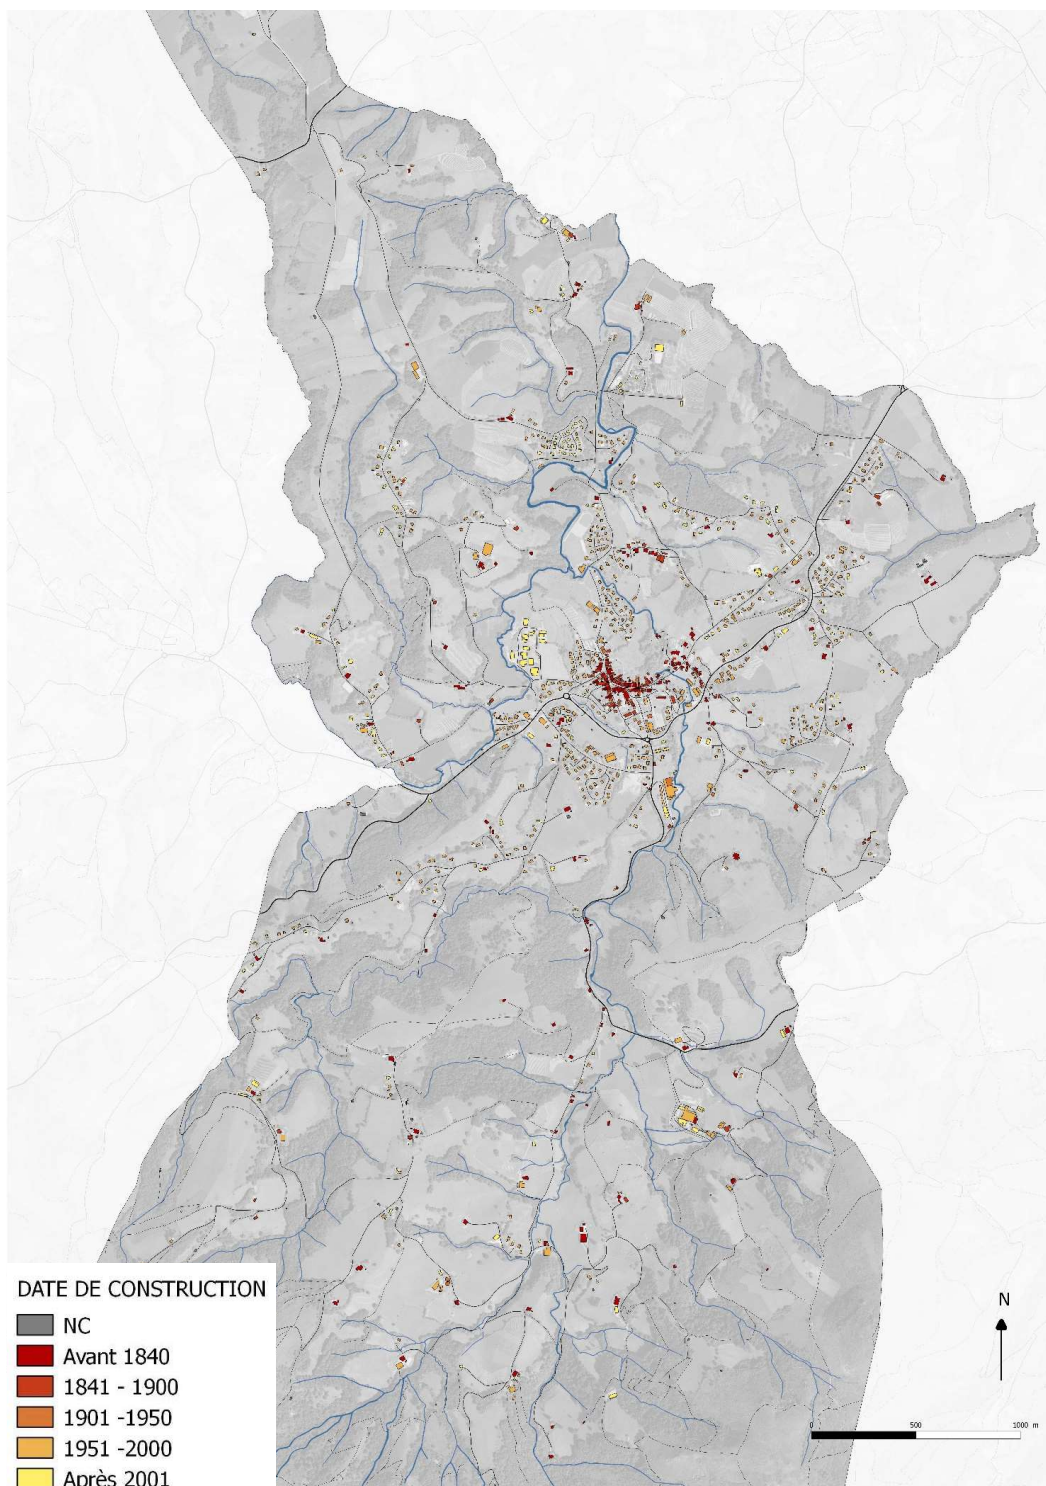 DATE DE CONSTRUCTION
NC
Avant 1840
1841 - 1900
1901 -1950
1951 -2000
Après 2001
N
0 500 1000 m